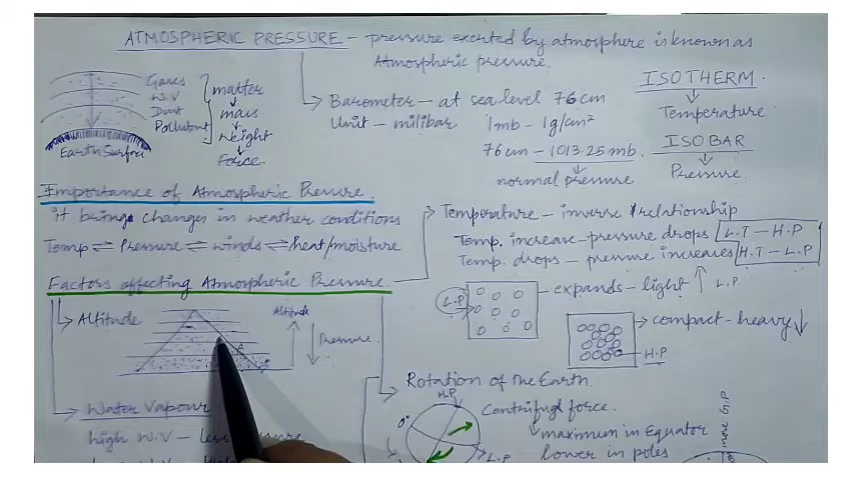 ATMOSPHERIC PRESSURE – pressure exerted by atmosphere is known as
Atmospheric pressure.
Gases
W.V
Dust
Pollutant
matter
mass
Weight
Force
Earth Surface
Barometer – at sea level 76 cm
Unit – milibar 1mb – 1g/cm²
76 cm – 1013.25 mb.
normal pressure
ISOTHERM.
Temperature
ISOBAR
Pressure
Importance of Atmospheric Pressure.
it brings changes in weather conditions
Temp ⇌ Pressure ⇌ winds ⇌ heat/moisture
Factors affecting Atmospheric Pressure.
Altitude
Altitude
Pressure
Water Vapour
high W.V – less
Temperature – inverse relationship
Temp. increase – pressure drops L.T – H.P
Temp. drops – pressure increases H.T – L.P
L.P
expands – light L.P
compact – heavy
H.P
Rotation of the Earth.
H.P
0°
L.P
Centrifugl force.
maximum in Equator
lower in poles